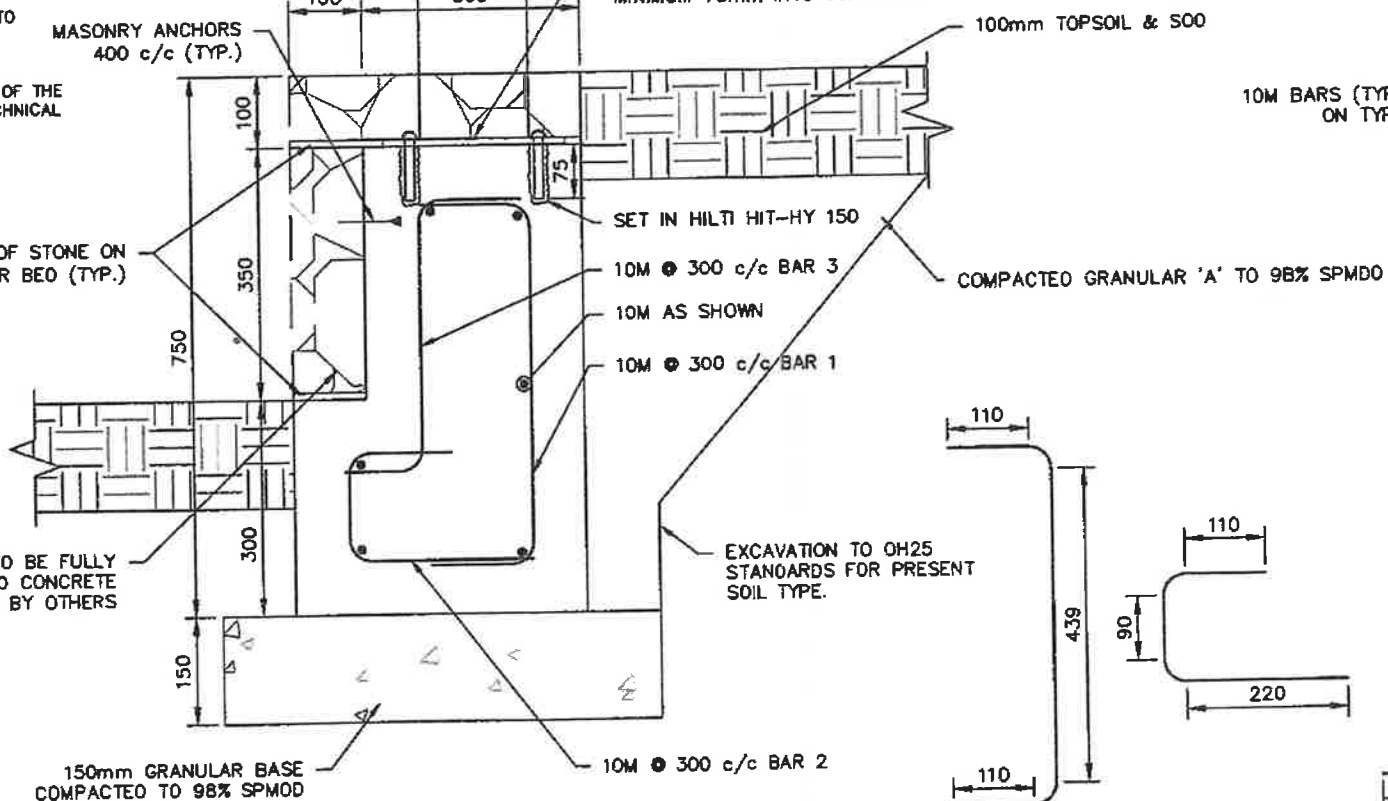 TO
MASONRY ANCHORS
400 c/c (TYP.)
100mm TOPSOIL & SOO
OF THE
CHNICAL
10M BARS (TYP
ON TYP
100
75
SET IN HILTI HIT-HY 150
OF STONE ON
R BEO (TYP.)
350
10M @ 300 c/c BAR 3
COMPACTEO GRANULAR 'A' TO 98% SPMDO
10M AS SHOWN
750
10M @ 300 c/c BAR 1
110
110
439
90
220
110
300
O BE FULLY
O CONCRETE
BY OTHERS
EXCAVATION TO OH25
STANOARDS FOR PRESENT
SOIL TYPE.
150
150mm GRANULAR BASE
COMPACTEO TO 98% SPMOD
10M @ 300 c/c BAR 2